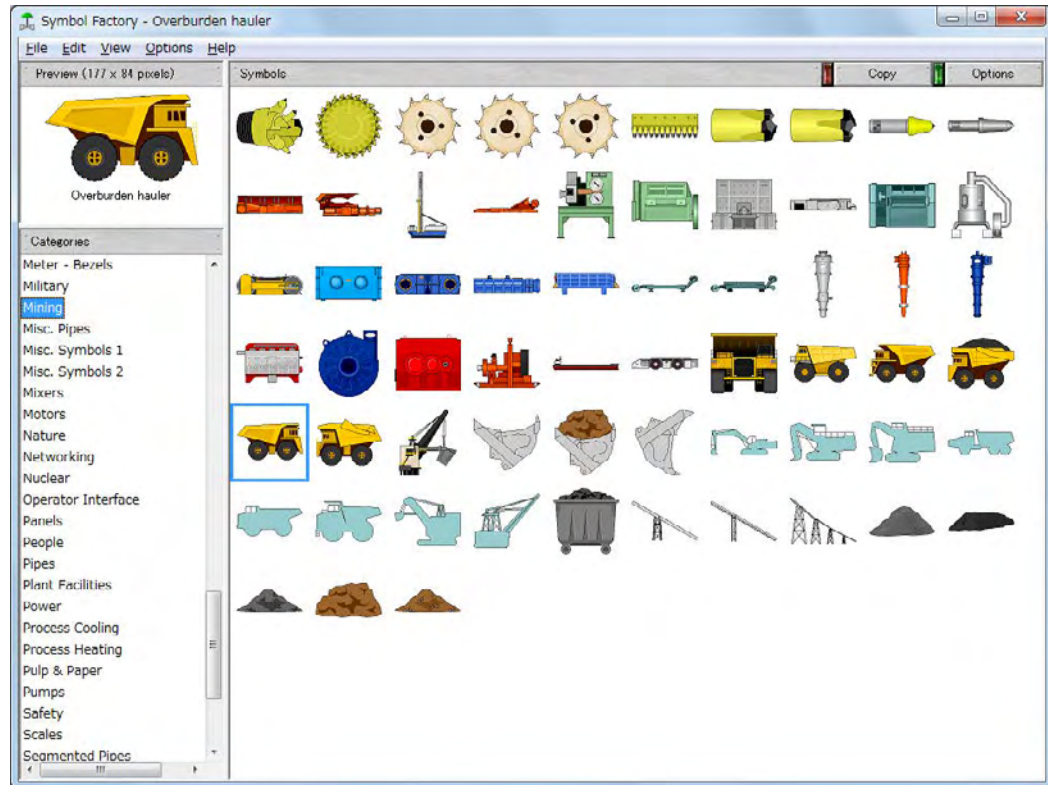 Symbol Factory - Overburden hauler
File Edit View Options Help
Preview (177 x 84 pixels)
Overburden hauler
Categories
Meter - Bezels
Military
Mining
Misc. Pipes
Misc. Symbols 1
Misc. Symbols 2
Mixers
Motors
Nature
Networking
Nuclear
Operator Interface
Panels
People
Pipes
Plant Facilities
Power
Process Cooling
Process Heating
Pulp & Paper
Pumps
Safety
Scales
Segmented Pipes
Symbols
Copy
Options